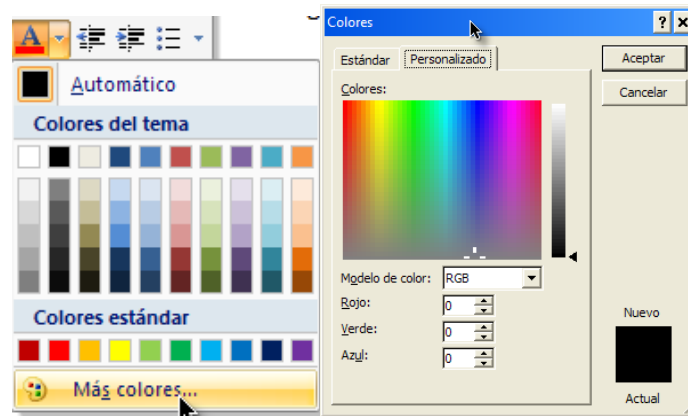 A
Automático
Colores del tema
Colores estándar
Más colores...
Colores
Estándar
Personalizado
Aceptar
Cancelar
Colores:
Modelo de color: RGB
Rojo: 0
Verde: 0
Azul: 0
Nuevo
Actual